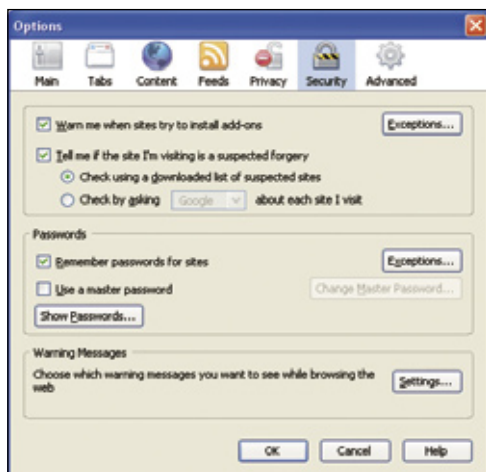 Options
Main Tabs Content Feeds Privacy Security Advanced
Warn me when sites try to install add-ons Exceptions...
Tell me if the site I'm visiting is a suspected forgery
Check using a downloaded list of suspected sites
Check by asking Google about each site I visit
Passwords
Remember passwords for sites Exceptions...
Use a master password Change Master Password...
Show Passwords...
Warning Messages
Choose which warning messages you want to see while browsing the
web Settings...
OK Cancel Help